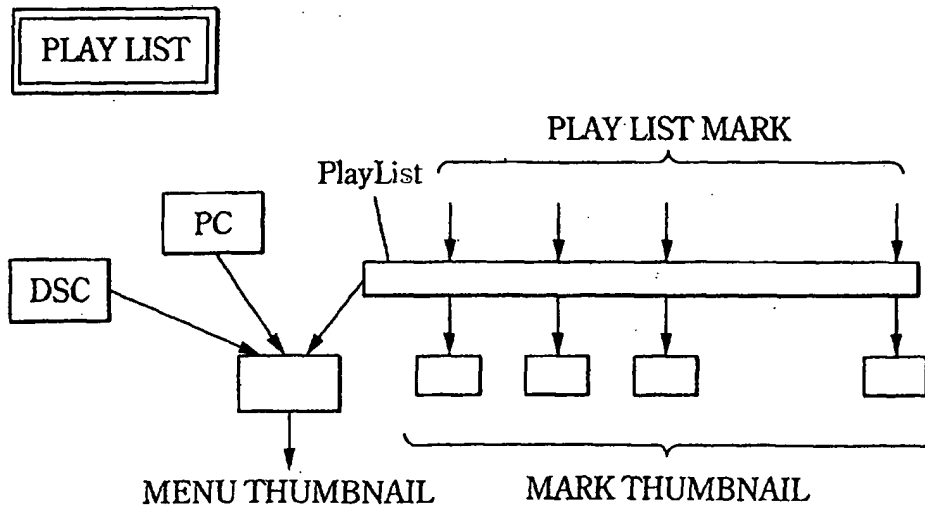 PLAY LIST
PLAY LIST MARK
PlayList
PC
DSC
MENU THUMBNAIL
MARK THUMBNAIL